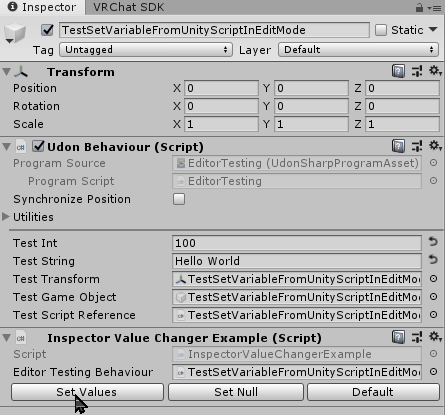 Inspector VRChat SDK
TestSetVariableFromUnityScriptInEditMode Static
Tag Untagged Layer Default
Transform
Position X 0 Y 0 Z 0
Rotation X 0 Y 0 Z 0
Scale X 1 Y 1 Z 1
Udon Behaviour (Script)
Program Source EditorTesting (UdonSharpProgramAsset)
Program Script EditorTesting
Synchronize Position
Utilities
Test Int 100
Test String Hello World
Test Transform TestSetVariableFromUnityScriptInEditMo
Test Game Object TestSetVariableFromUnityScriptInEditMo
Test Script Reference TestSetVariableFromUnityScriptInEditMo
Inspector Value Changer Example (Script)
Script InspectorValueChangerExample
Editor Testing Behaviour TestSetVariableFromUnityScriptInEditMo
Set Values Set Null Default